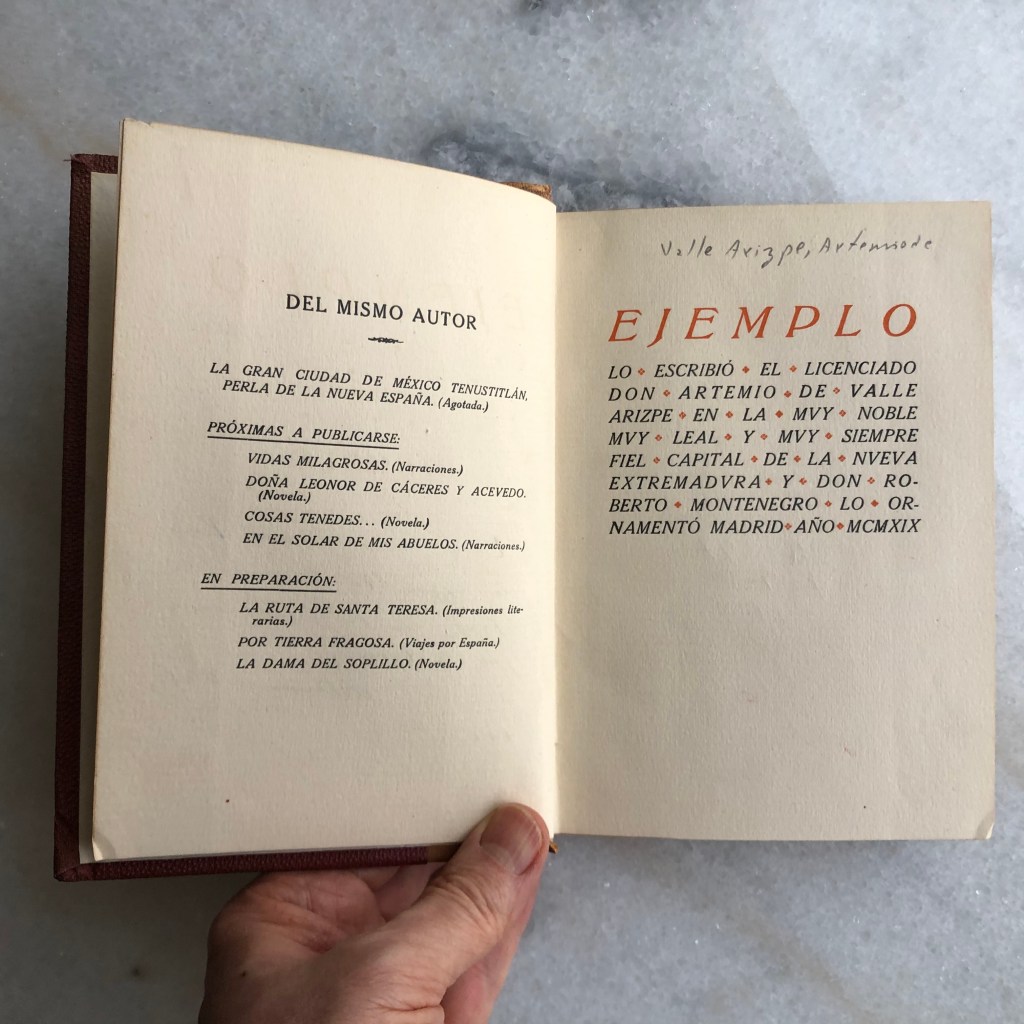 DEL MISMO AUTOR
LA GRAN CIUDAD DE MÉXICO TENUSTITLÁN,
PERLA DE LA NUEVA ESPAÑA. (Agotada.)
PRÓXIMAS A PUBLICARSE:
VIDAS MILAGROSAS. (Narraciones.)
DOÑA LEONOR DE CÁCERES Y ACEVEDO.
(Novela.)
COSAS TENEDES... (Novela.)
EN EL SOLAR DE MIS ABUELOS. (Narraciones.)
EN PREPARACIÓN:
LA RUTA DE SANTA TERESA. (Impresiones lite-
rarias.)
POR TIERRA FRAGOSA. (Viajes por España.)
LA DAMA DEL SOPLILLO. (Novela.)
Valle Arizpe,
EJEMPLO
LO ESCRIBIÓ EL LICENCIADO
DON ARTEMIO DE VALLE
ARIZPE EN LA MVY NOBLE
MVY LEAL Y MVY SIEMPRE
FIEL CAPITAL DE LA NVEVA
EXTREMADVRA Y DON RO-
BERTO MONTENEGRO LO OR-
NAMENTÓ MADRID AÑO MCMXIX